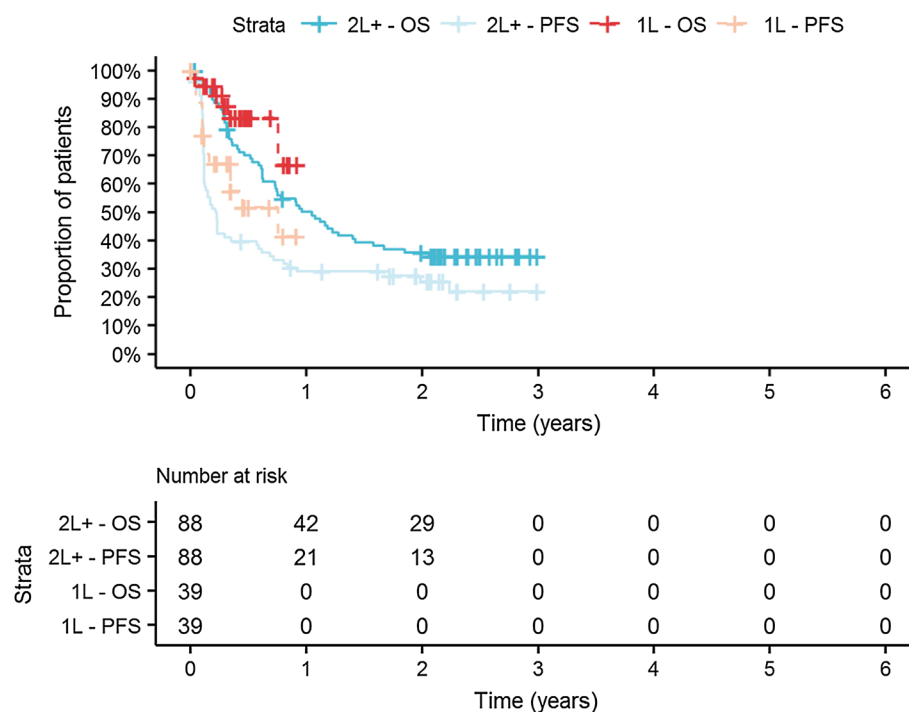 Strata 2L+ - OS 2L+ - PFS 1L - OS 1L - PFS
Proportion of patients
100%
90%
80%
70%
60%
50%
40%
30%
20%
10%
0%
0 1 2 3 4 5 6
Time (years)
Number at risk
Strata
2L+ - OS 88 42 29 0 0 0 0
2L+ - PFS 88 21 13 0 0 0 0
1L - OS 39 0 0 0 0 0 0
1L - PFS 39 0 0 0 0 0 0
0 1 2 3 4 5 6
Time (years)